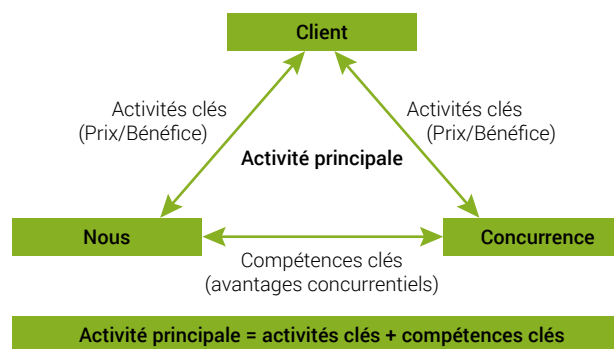 Client
Activités clés
(Prix/Bénéfice)
Activités clés
(Prix/Bénéfice)
Activité principale
Nous
Concurrence
Compétences clés
(avantages concurrentiels)
Activité principale = activités clés + compétences clés